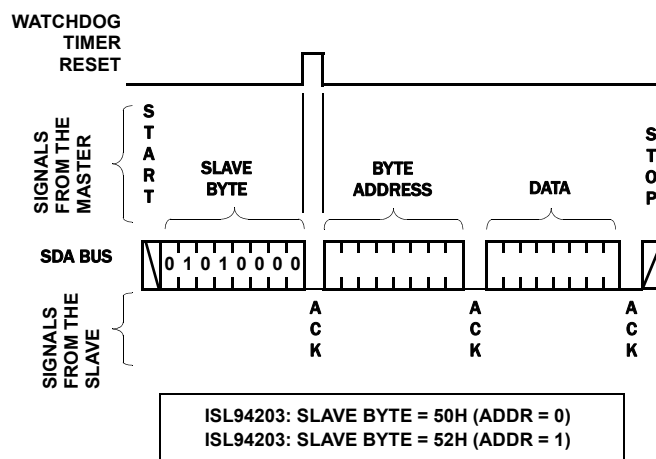 WATCHDOG
TIMER
RESET
SIGNALS
FROM THE
MASTER
START
SLAVE
BYTE
BYTE
ADDRESS
DATA
STOP
SDA BUS
0 1 0 1 0 0 0 0
SIGNALS
FROM THE
SLAVE
ACK
ACK
ACK
ISL94203: SLAVE BYTE = 50H (ADDR = 0)
ISL94203: SLAVE BYTE = 52H (ADDR = 1)